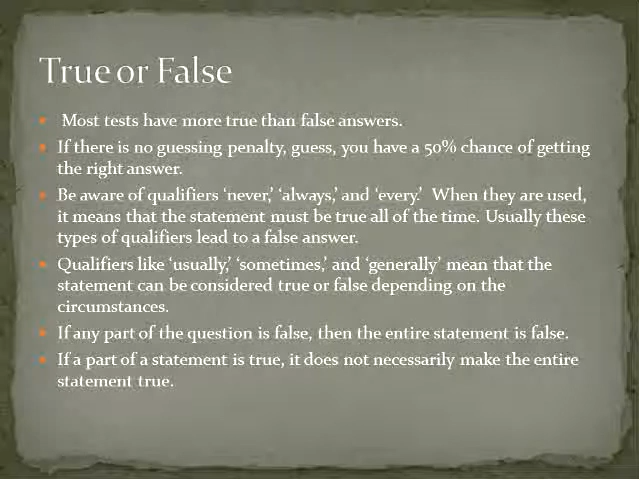 True or False
Most tests have more true than false answers.
If there is no guessing penalty, guess, you have a 50% chance of getting
the right answer.
Be aware of qualifiers ‘never,’ ‘always,’ and ‘every.’ When they are used,
it means that the statement must be true all of the time. Usually these
types of qualifiers lead to a false answer.
Qualifiers like ‘usually,’ ‘sometimes,’ and ‘generally’ mean that the
statement can be considered true or false depending on the
circumstances.
If any part of the question is false, then the entire statement is false.
If a part of a statement is true, it does not necessarily make the entire
statement true.